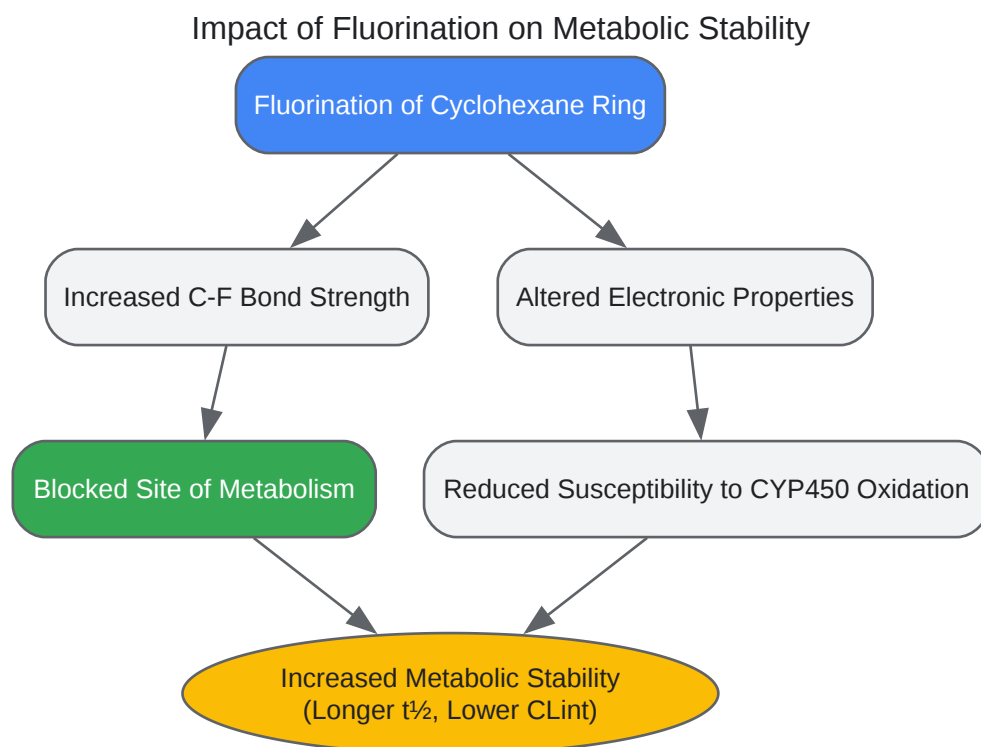 Impact of Fluorination on Metabolic Stability
Fluorination of Cyclohexane Ring
Increased C-F Bond Strength
Altered Electronic Properties
Blocked Site of Metabolism
Reduced Susceptibility to CYP450 Oxidation
Increased Metabolic Stability
(Longer t½, Lower CLint)